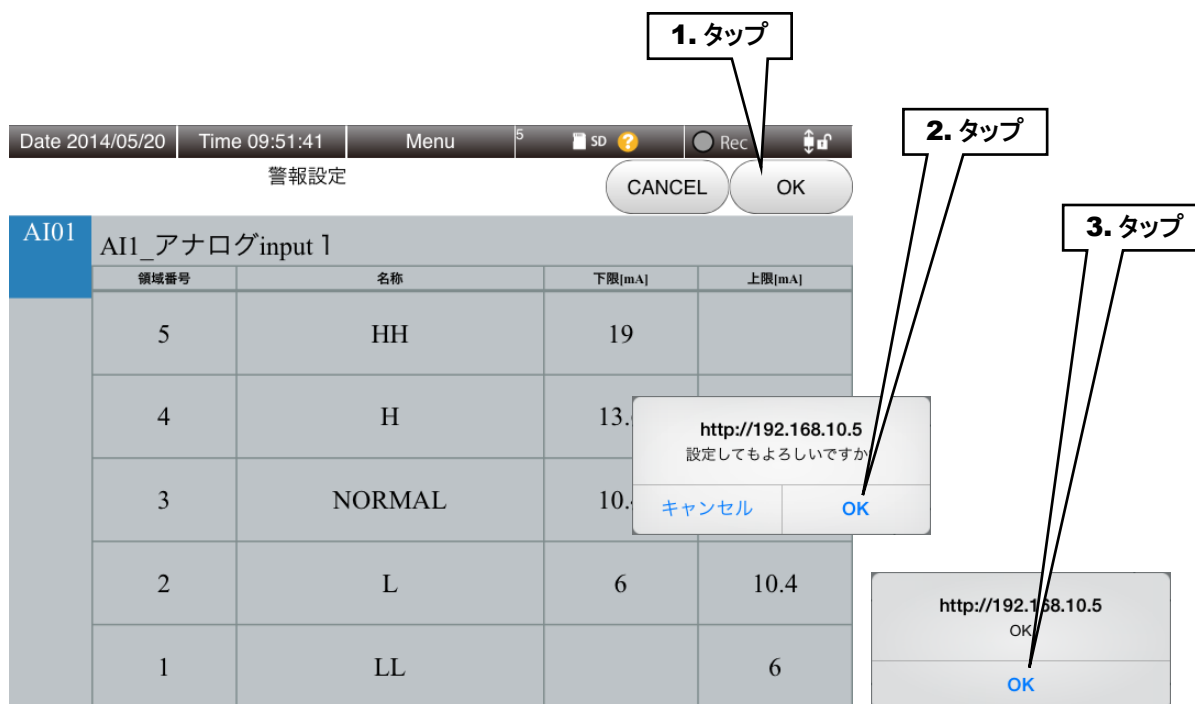 1. タップ
Date 2014/05/20 Time 09:51:41 Menu 5 SD ? Rec
2. タップ
警報設定
CANCEL OK
3. タップ
AI01 AI1_アナログinput 1
領域番号 名称 下限[mA] 上限[mA]
5 HH 19
4 H 13.
http://192.168.10.5
設定してもよろしいですか
3 NORMAL 10.
キャンセル OK
2 L 6 10.4
http://192.168.10.5
OK
1 LL 6
OK